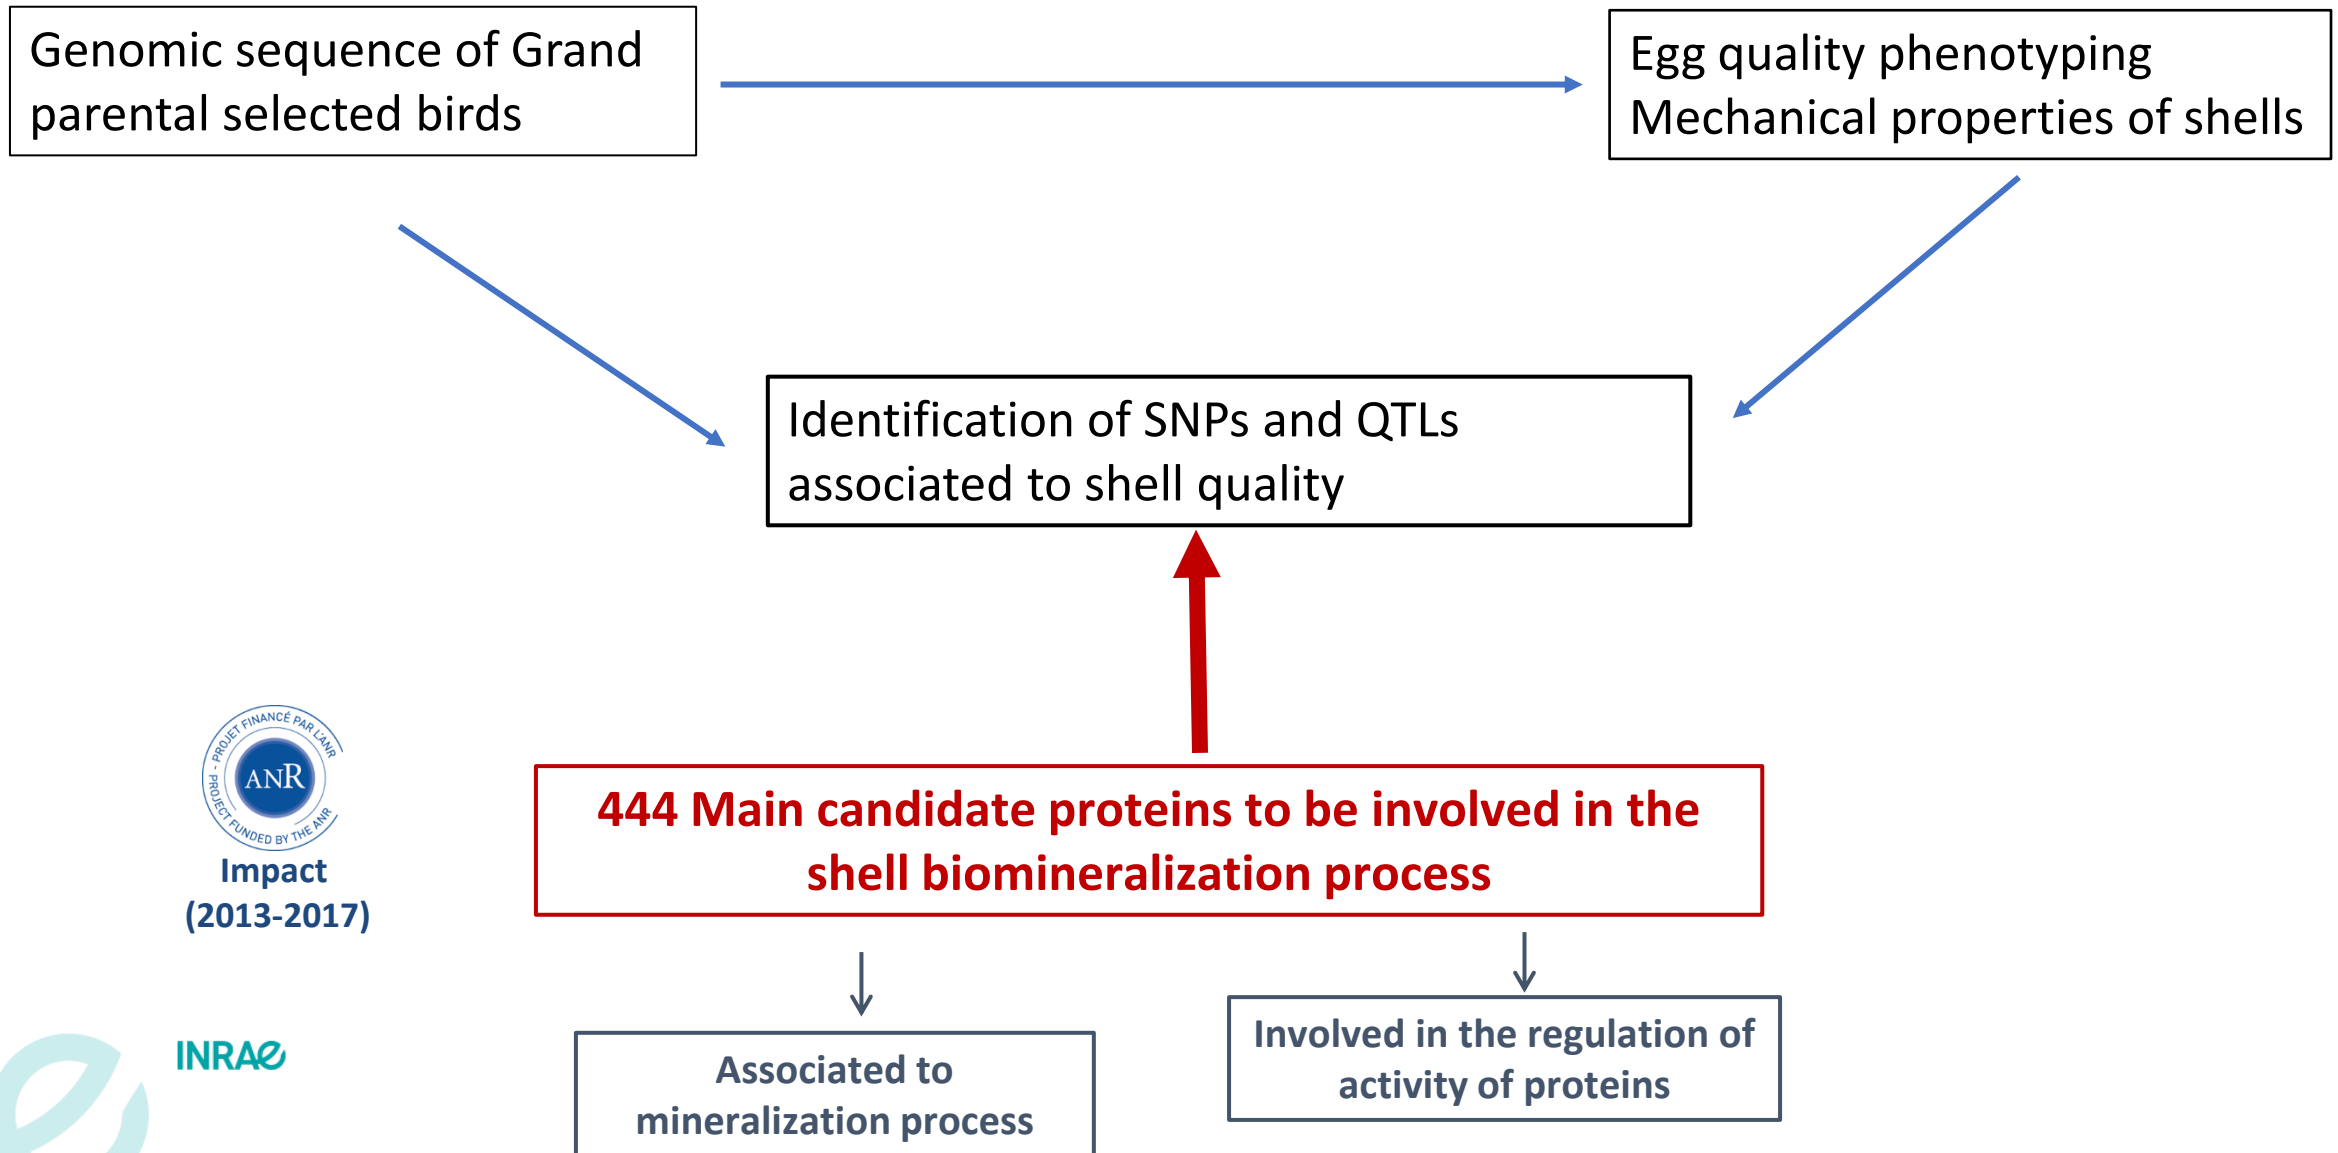 Genomic sequence of Grand
parental selected birds
Egg quality phenotyping
Mechanical properties of shells
Identification of SNPs and QTLs
associated to shell quality
PROJET FINANCÉ PAR L'ANR
ANR
PROJECT FUNDED BY THE ANR
Impact
(2013-2017)
444 Main candidate proteins to be involved in the
shell biomineralization process
Involved in the regulation of
activity of proteins
Associated to
mineralization process
INRAE